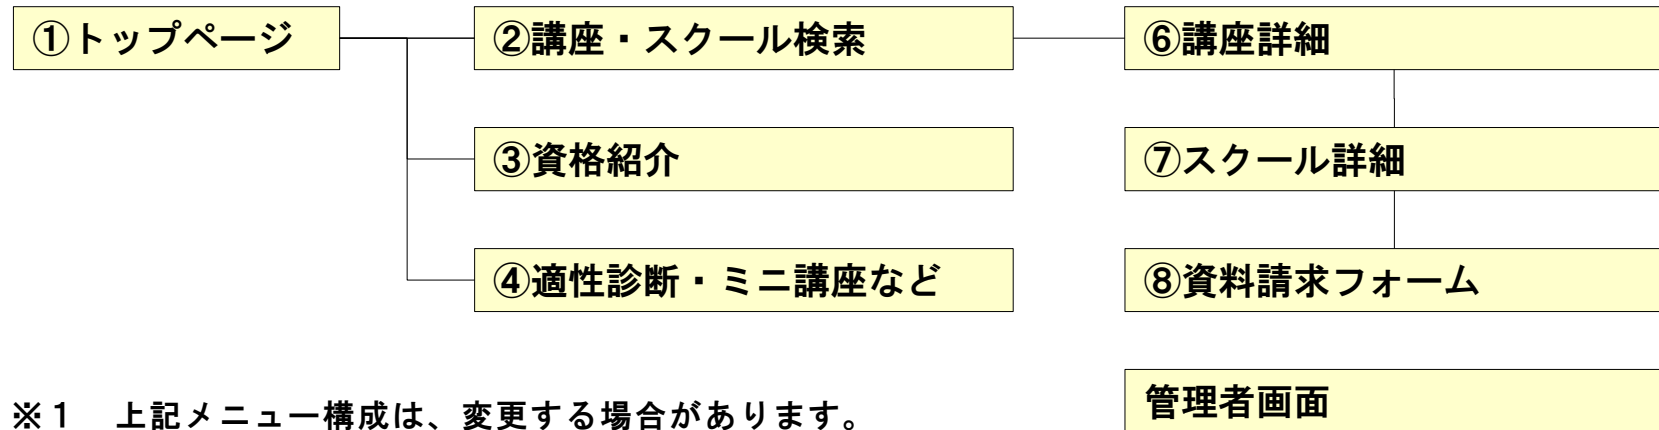 ①トップページ
②講座・スクール検索
⑥講座詳細
③資格紹介
⑦スクール詳細
④適性診断・ミニ講座など
⑧資料請求フォーム
管理者画面
※１　上記メニュー構成は、変更する場合があります。